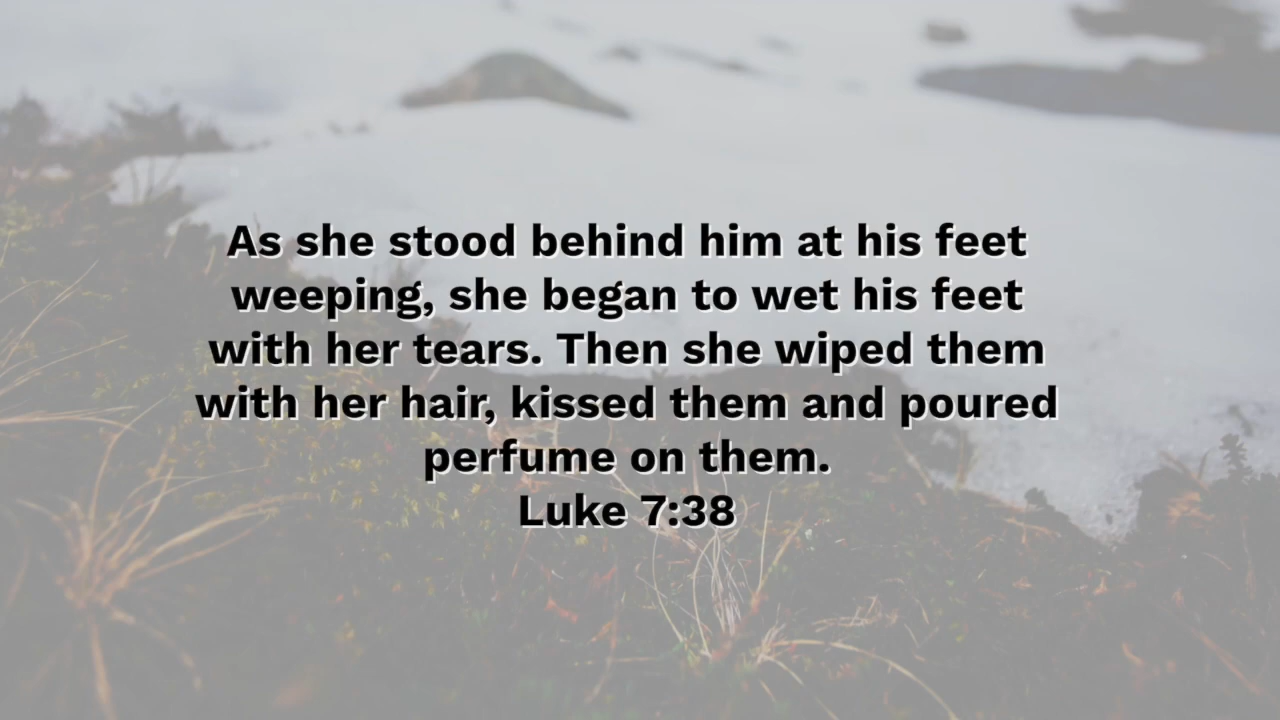 As she stood behind him at his feet
weeping, she began to wet his feet
with her tears. Then she wiped them
with her hair, kissed them and poured
perfume on them.
Luke 7:38